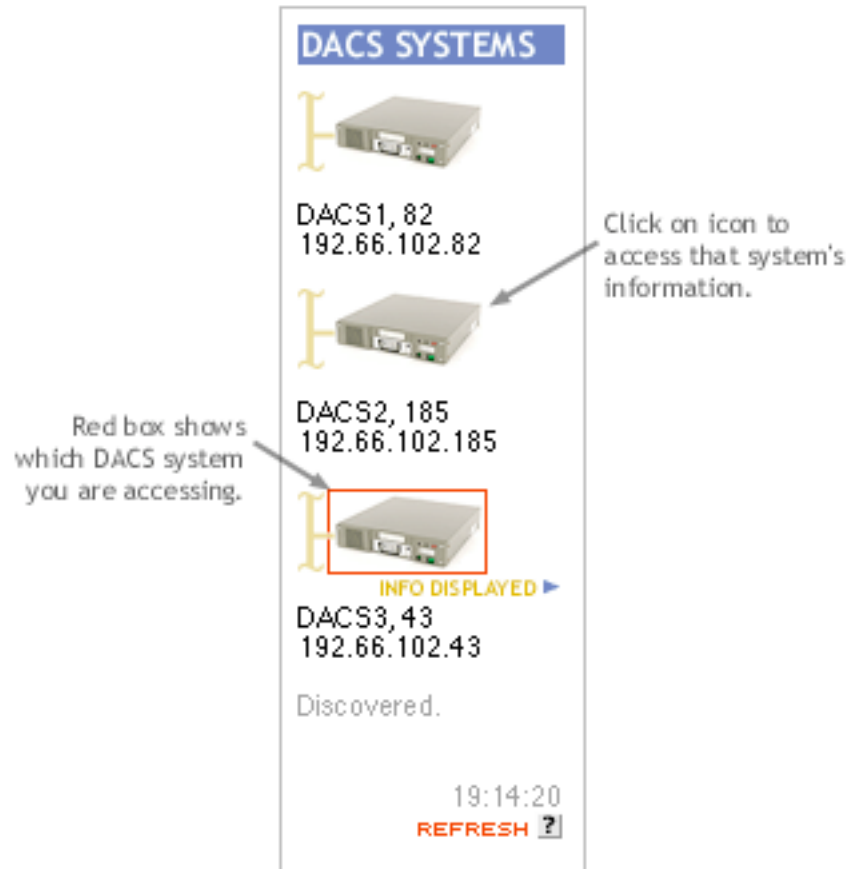 DACS SYSTEMS
DACS1, 82
192.66.102.82
Click on icon to
access that system's
information.
DACS2, 185
192.66.102.185
Red box shows
which DACS system
you are accessing.
INFO DISPLAYED
DACS3, 43
192.66.102.43
Discovered.
19:14:20
REFRESH ?